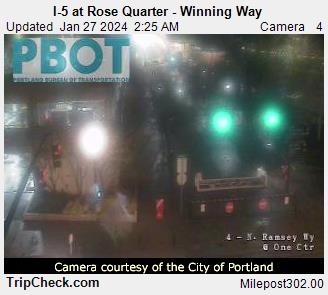 I-5 at Rose Quarter - Winning Way
Updated  Jan 27 2024  2:25 AM Camera  4
PBOT
PORTLAND BUREAU OF TRANSPORTATION
4 - N. Ramsey Wy
@ One Ctr
Camera courtesy of the City of Portland
TripCheck.com Milepost302.00